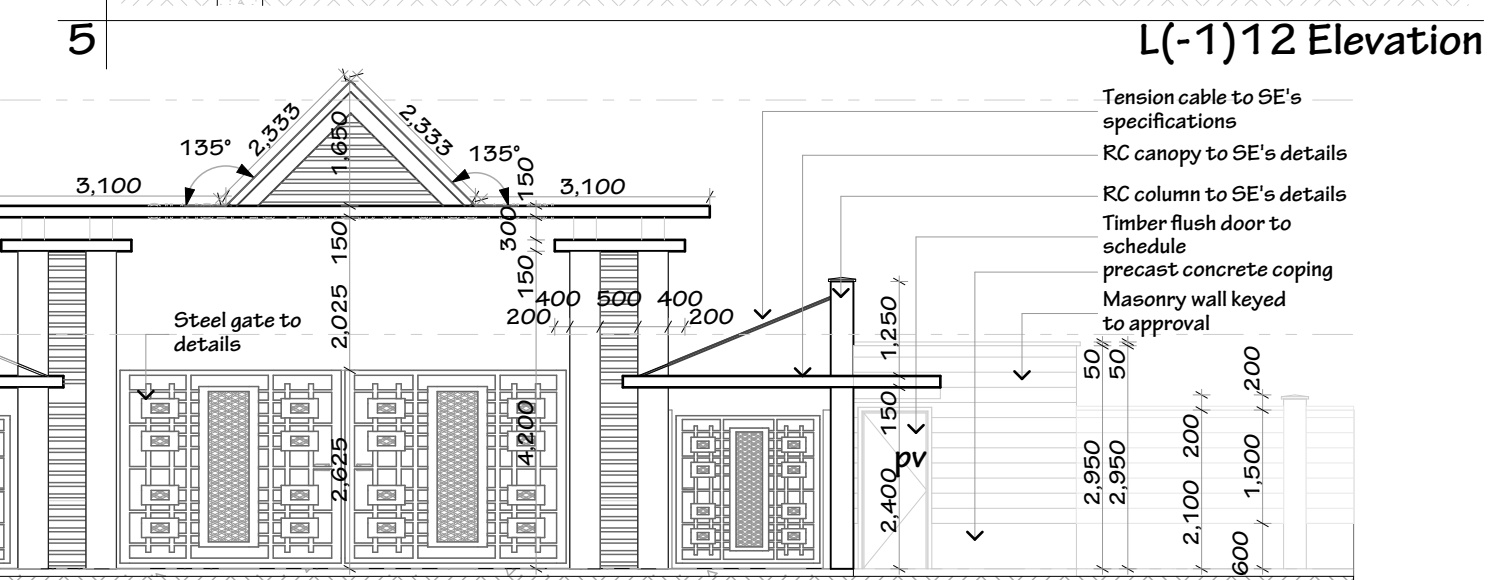 5
L(-1)12 Elevation
Tension cable to SE's
specifications
RC canopy to SE's details
RC column to SE's details
Timber flush door to
schedule
precast concrete coping
Masonry wall keyed
to approval
135°
2,333
1,650
2,333
135°
150
3,100
3,100
150
300
150
400 500 400
200
200
Steel gate to
details
2,025
2,625
4,200
1,250
150
pv
2,400
50
50
2,950
2,950
200
2,100
200
1,500
600